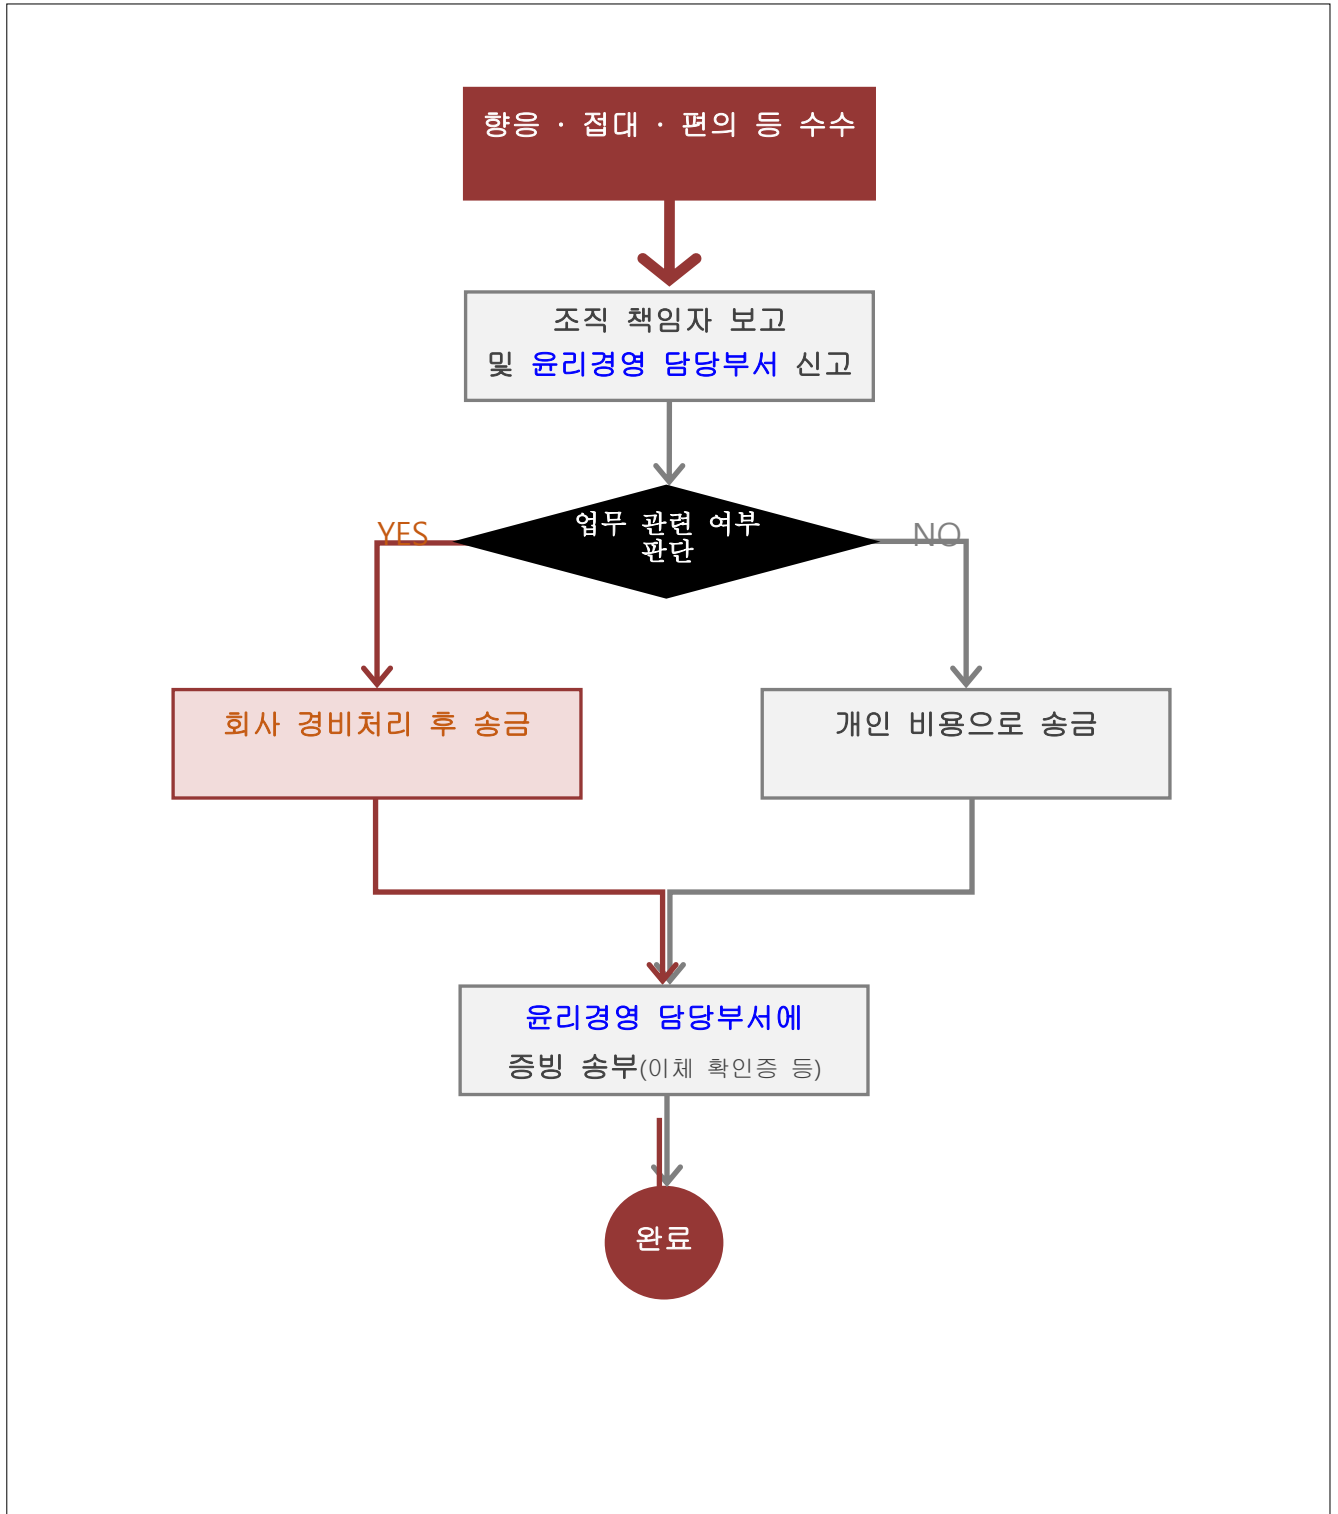 향응 · 접대 · 편의 등 수수
조직 책임자 보고
및 윤리경영 담당부서 신고
업무 관련 여부
판단
YES
NO
회사 경비처리 후 송금
개인 비용으로 송금
윤리경영 담당부서에
증빙 송부(이체 확인증 등)
완료